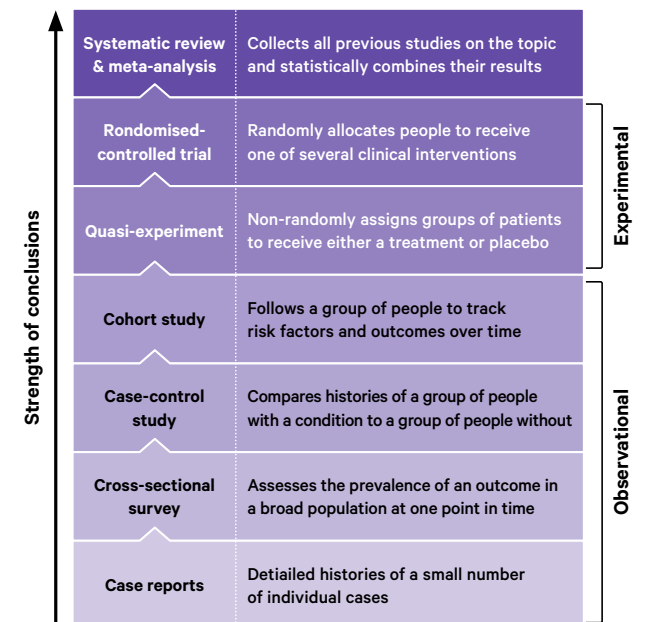 Strength of conclusions
Systematic review
& meta-analysis
Collects all previous studies on the topic
and statistically combines their results
Rondomised-
controlled trial
Randomly allocates people to receive
one of several clinical interventions
Quasi-experiment
Non-randomly assigns groups of patients
to receive either a treatment or placebo
Experimental
Cohort study
Follows a group of people to track
risk factors and outcomes over time
Case-control
study
Compares histories of a group of people
with a condition to a group of people without
Cross-sectional
survey
Assesses the prevalence of an outcome in
a broad population at one point in time
Case reports
Detiailed histories of a small number
of individual cases
Observational